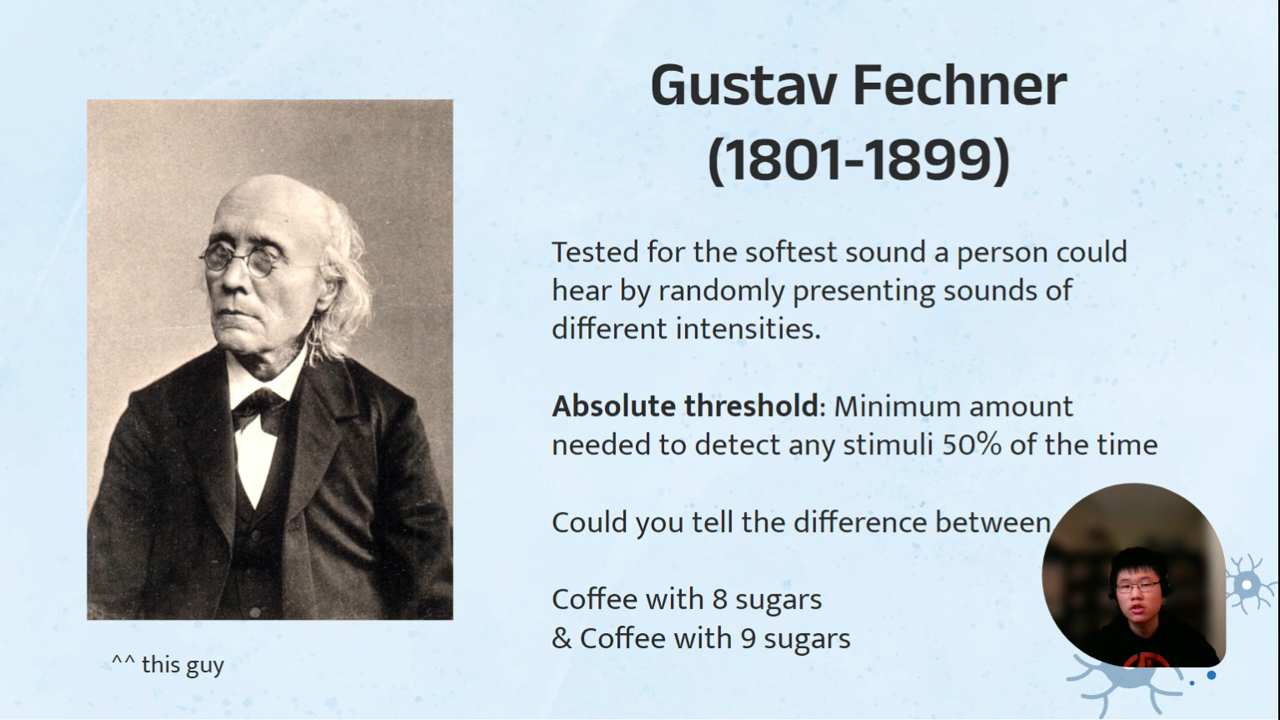 Gustav Fechner
(1801-1899)
Tested for the softest sound a person could
hear by randomly presenting sounds of
different intensities.
Absolute threshold: Minimum amount
needed to detect any stimuli 50% of the time
Could you tell the difference between
Coffee with 8 sugars
& Coffee with 9 sugars
^^ this guy